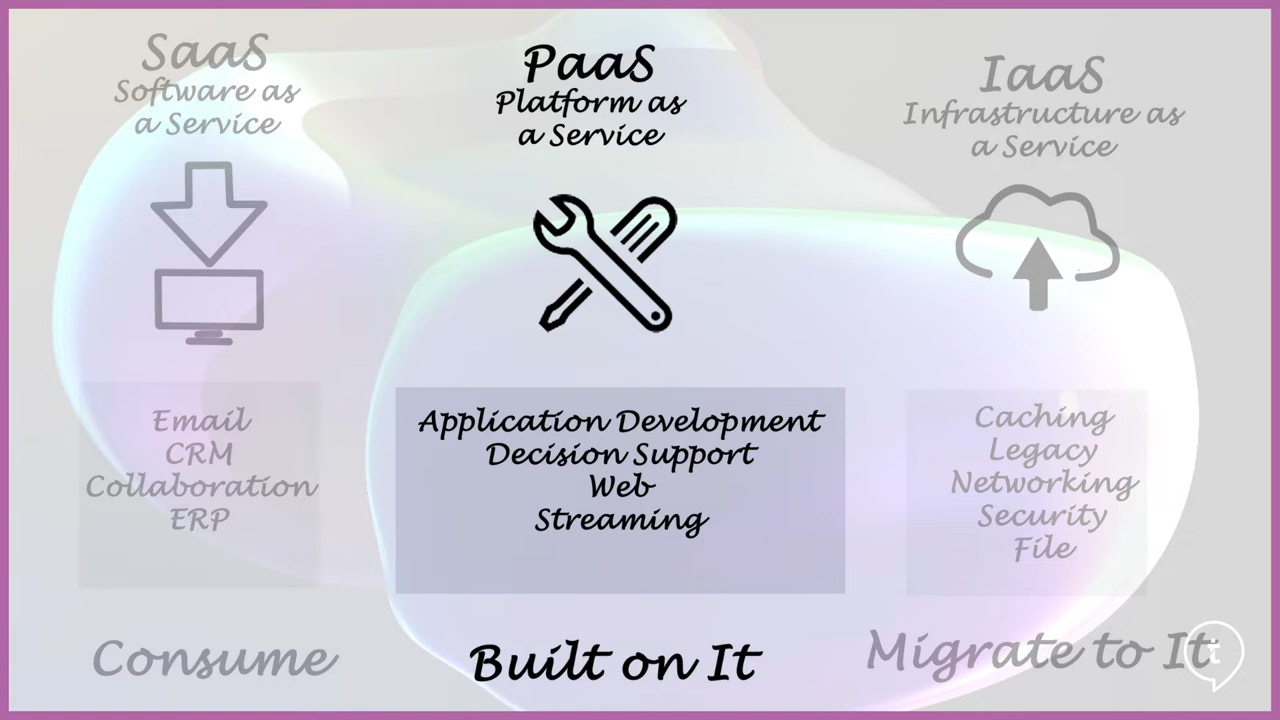 SaaS
Software as
a Service
Email
CRM
Collaboration
ERP
Consume
PaaS
Platform as
a Service
Application Development
Decision Support
Web
Streaming
Built on It
IaaS
Infrastructure as
a Service
Caching
Legacy
Networking
Security
File
Migrate to It
t